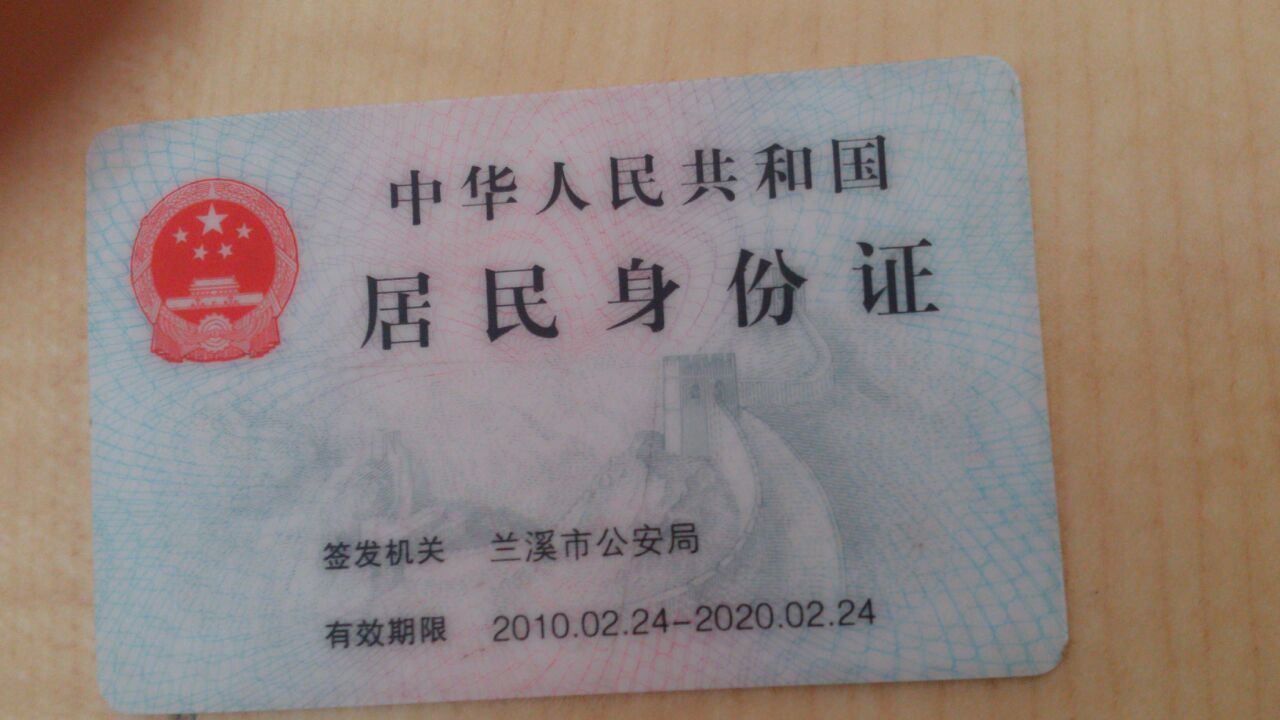 中华人民共和国
居民身份证
签发机关 兰溪市公安局
有效期限 2010.02.24-2020.02.24